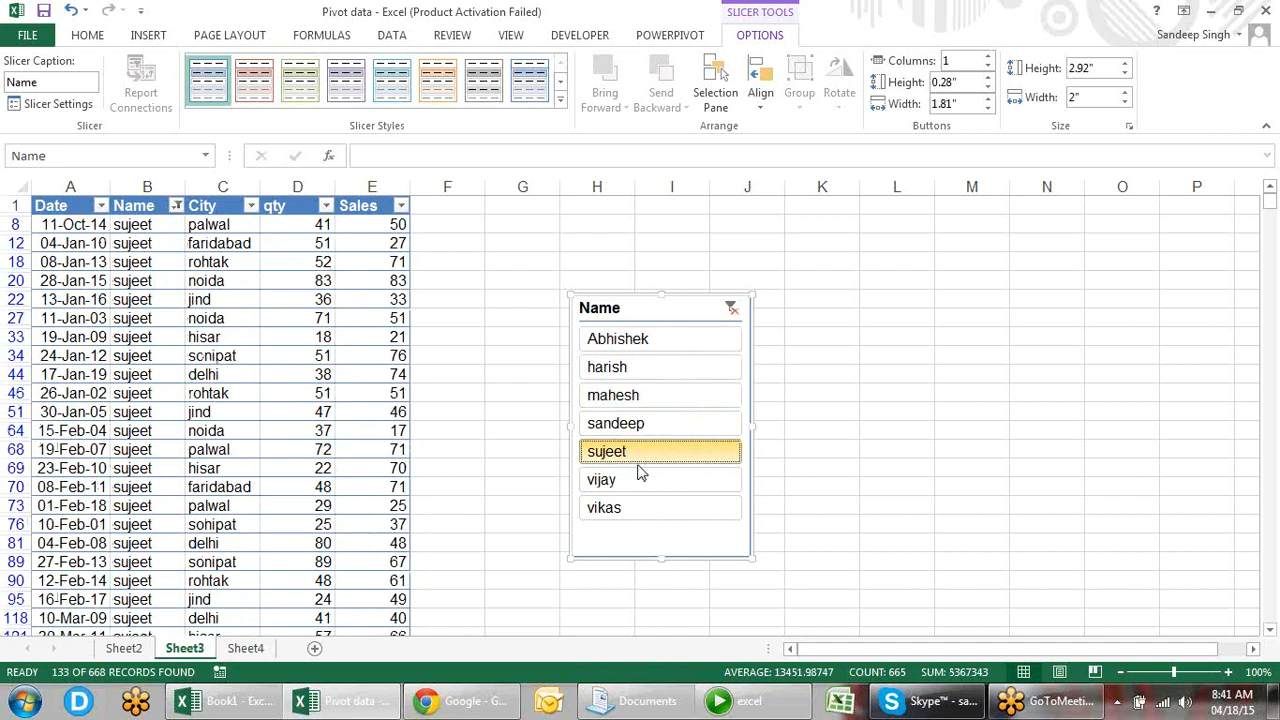 Pivot data - Excel (Product Activation Failed)
SLICER TOOLS
FILE HOME INSERT PAGE LAYOUT FORMULAS DATA REVIEW VIEW DEVELOPER POWERPIVOT OPTIONS Sandeep Singh
Slicer Caption:
Name
Slicer Settings
Report Connections
Bring Forward Send Backward Selection Pane Align Group Rotate
Columns: 1
Height: 0.28"
Width: 1.81"
Height: 2.92"
Width: 2"
Slicer Slicer Styles Arrange Buttons Size
Name fx
A B C D E F G H I J K L M N O P
1 Date Name City qty Sales
8 11-Oct-14 sujeet palwal 41 50
12 04-Jan-10 sujeet faridabad 51 27
18 08-Jan-13 sujeet rohtak 52 71
20 28-Jan-15 sujeet noida 83 83
22 13-Jan-16 sujeet jind 36 33
27 11-Jan-03 sujeet noida 71 51
33 19-Jan-09 sujeet hisar 18 21
34 24-Jan-12 sujeet sonipat 51 76
44 17-Jan-19 sujeet delhi 38 74
46 26-Jan-02 sujeet rohtak 51 51
51 30-Jan-05 sujeet jind 47 46
64 15-Feb-04 sujeet noida 37 17
68 19-Feb-07 sujeet palwal 72 71
69 23-Feb-10 sujeet hisar 22 70
70 08-Feb-11 sujeet faridabad 48 71
73 01-Feb-18 sujeet palwal 29 25
76 10-Feb-01 sujeet sohipat 25 37
81 04-Feb-08 sujeet delhi 80 48
89 27-Feb-13 sujeet sonipat 89 67
90 12-Feb-14 sujeet rohtak 48 61
95 16-Feb-17 sujeet jind 24 49
118 10-Mar-09 sujeet delhi 41 40
Name
Abhishek
harish
mahesh
sandeep
sujeet
vijay
vikas
Sheet2 Sheet3 Sheet4
READY 133 OF 668 RECORDS FOUND AVERAGE: 13451.98747 COUNT: 665 SUM: 5367343 100%
Book1 - Exc... Pivot data -... Google - G... Documents excel Skype™ - sa... GoToMeeti... 8:41 AM
04/18/15